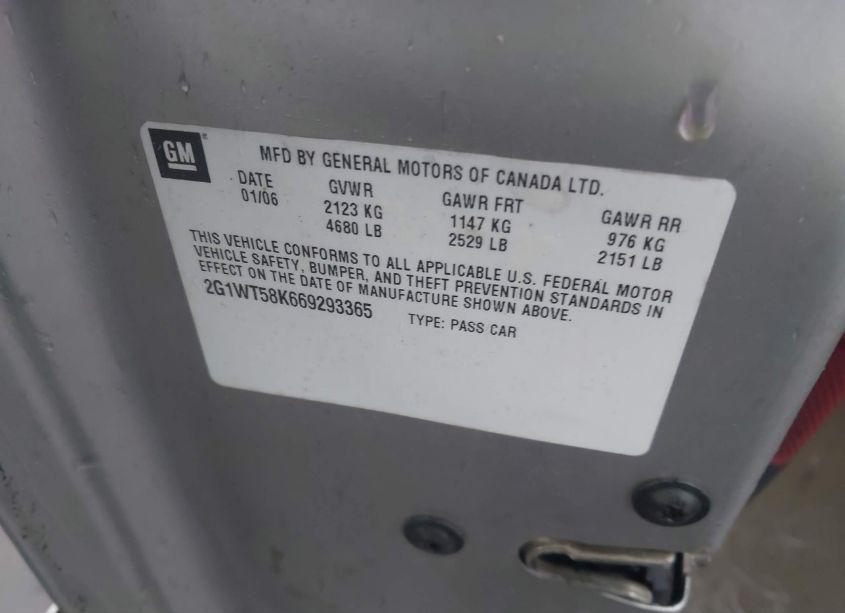 GM
MFD BY GENERAL MOTORS OF CANADA LTD.
DATE GVWR GAWR FRT GAWR RR
01/06 2123 KG 1147 KG 976 KG
4680 LB 2529 LB 2151 LB
THIS VEHICLE CONFORMS TO ALL APPLICABLE U.S. FEDERAL MOTOR
VEHICLE SAFETY, BUMPER, AND THEFT PREVENTION STANDARDS IN
EFFECT ON THE DATE OF MANUFACTURE SHOWN ABOVE.
2G1WT58K669293365 TYPE: PASS CAR